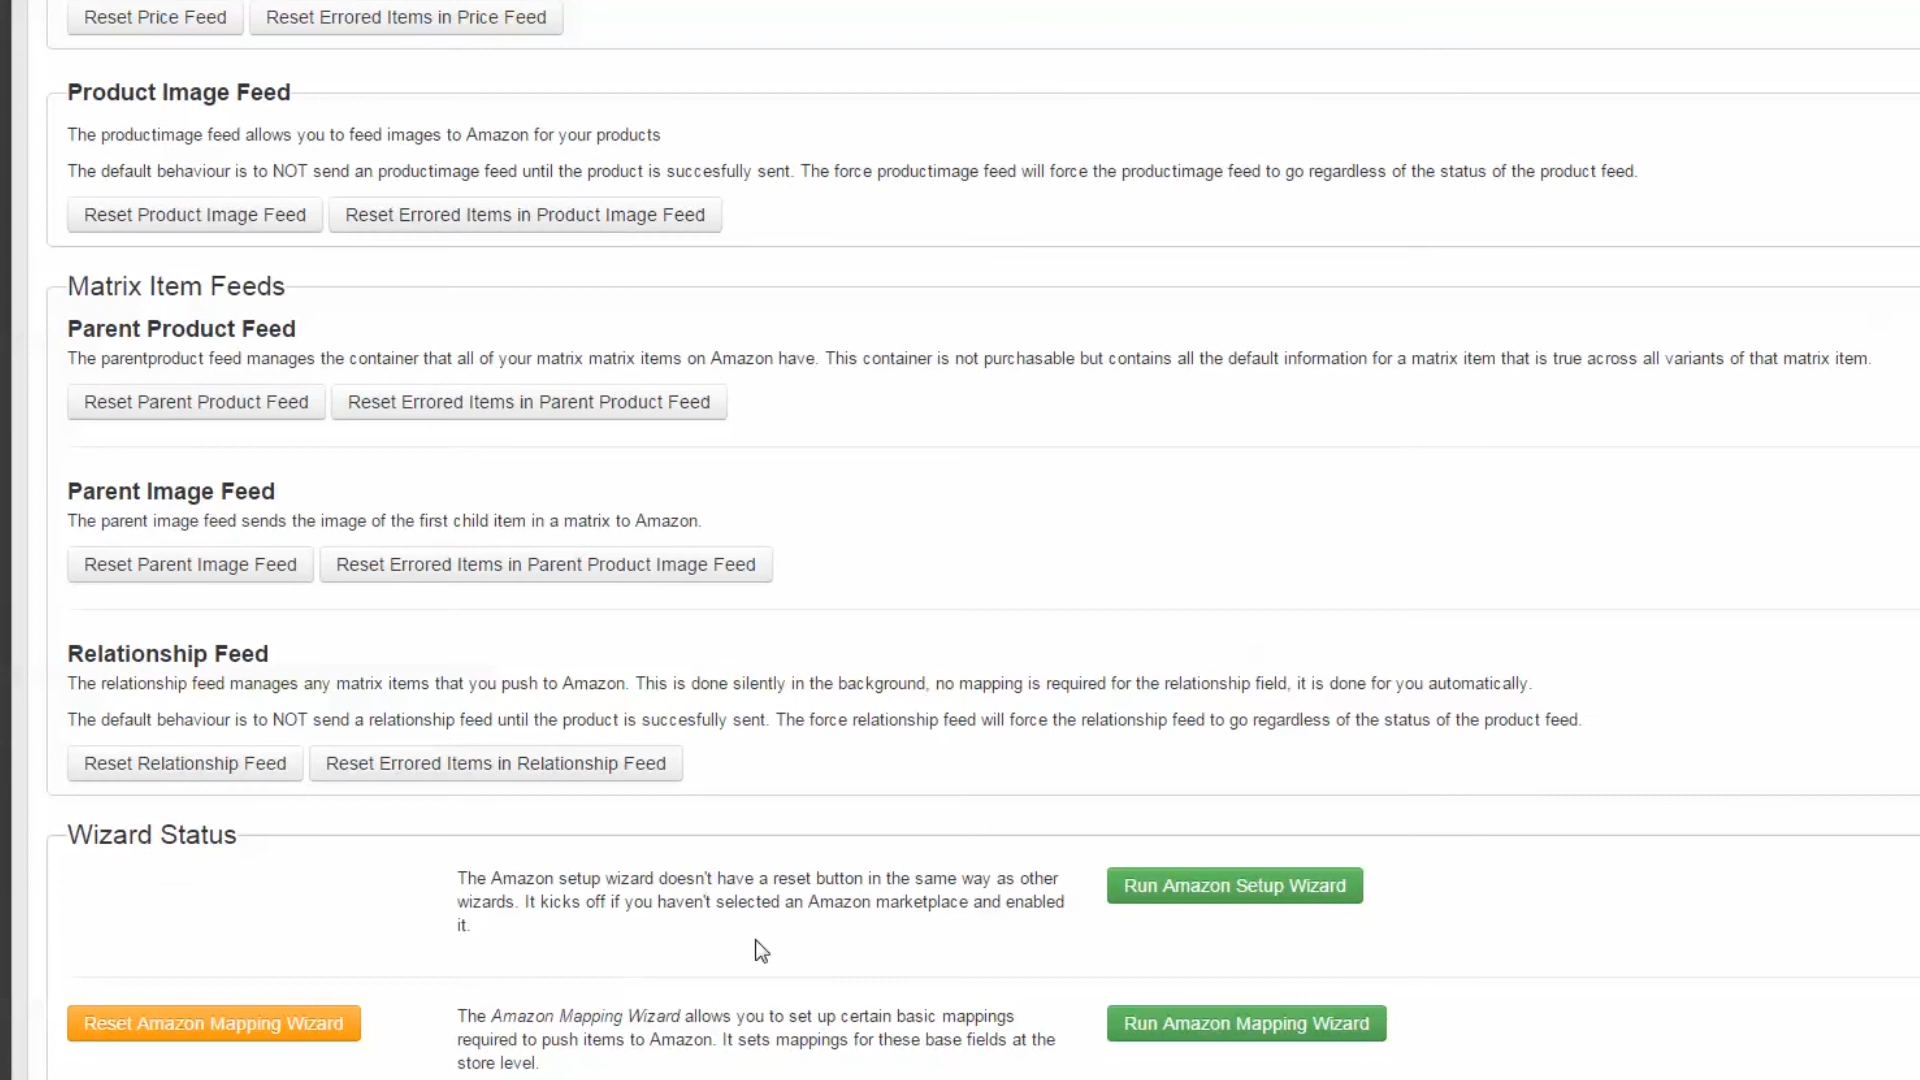 Reset Price Feed Reset Errored Items in Price Feed
Product Image Feed
The productimage feed allows you to feed images to Amazon for your products
The default behaviour is to NOT send an productimage feed until the product is succesfully sent. The force productimage feed will force the productimage feed to go regardless of the status of the product feed.
Reset Product Image Feed Reset Errored Items in Product Image Feed
Matrix Item Feeds
Parent Product Feed
The parentproduct feed manages the container that all of your matrix matrix items on Amazon have. This container is not purchasable but contains all the default information for a matrix item that is true across all variants of that matrix item.
Reset Parent Product Feed Reset Errored Items in Parent Product Feed
Parent Image Feed
The parent image feed sends the image of the first child item in a matrix to Amazon.
Reset Parent Image Feed Reset Errored Items in Parent Product Image Feed
Relationship Feed
The relationship feed manages any matrix items that you push to Amazon. This is done silently in the background, no mapping is required for the relationship field, it is done for you automatically.
The default behaviour is to NOT send a relationship feed until the product is succesfully sent. The force relationship feed will force the relationship feed to go regardless of the status of the product feed.
Reset Relationship Feed Reset Errored Items in Relationship Feed
Wizard Status
The Amazon setup wizard doesn't have a reset button in the same way as other
wizards. It kicks off if you haven't selected an Amazon marketplace and enabled
it.
Run Amazon Setup Wizard
Reset Amazon Mapping Wizard
The Amazon Mapping Wizard allows you to set up certain basic mappings
required to push items to Amazon. It sets mappings for these base fields at the
store level.
Run Amazon Mapping Wizard